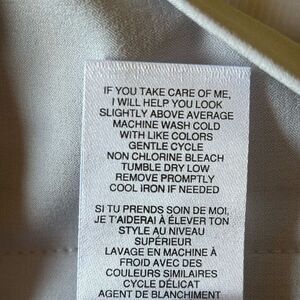 IF YOU TAKE CARE OF ME,
I WILL HELP YOU LOOK
SLIGHTLY ABOVE AVERAGE
MACHINE WASH COLD
WITH LIKE COLORS
GENTLE CYCLE
NON CHLORINE BLEACH
TUMBLE DRY LOW
REMOVE PROMPTLY
COOL IRON IF NEEDED
SI TU PRENDS SOIN DE MOI,
JE T'AIDERAI À ÉLEVER TON
STYLE AU NIVEAU
SUPÉRIEUR
LAVAGE EN MACHINE À
FROID AVEC DES
COULEURS SIMILAIRES
CYCLE DÉLICAT
AGENT DE BLANCHIMENT